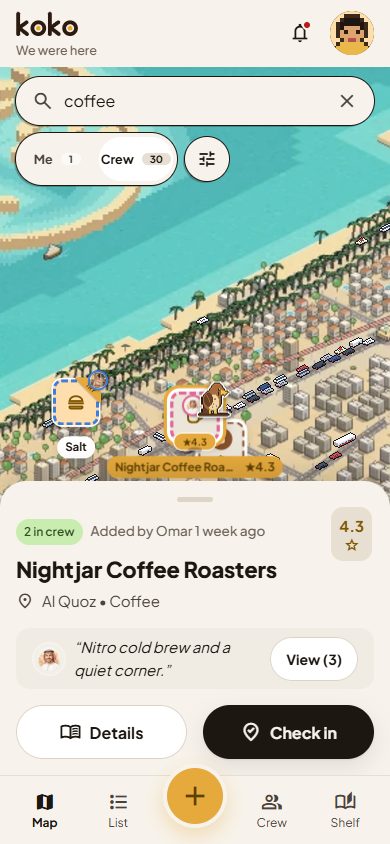 koko
We were here
coffee
Me 1 Crew 30
Salt
★4.3
Nightjar Coffee Roa... ★4.3
2 in crew Added by Omar 1 week ago
4.3
Nightjar Coffee Roasters
Al Quoz • Coffee
"Nitro cold brew and a
quiet corner."
View (3)
Details Check in
Map List Crew Shelf